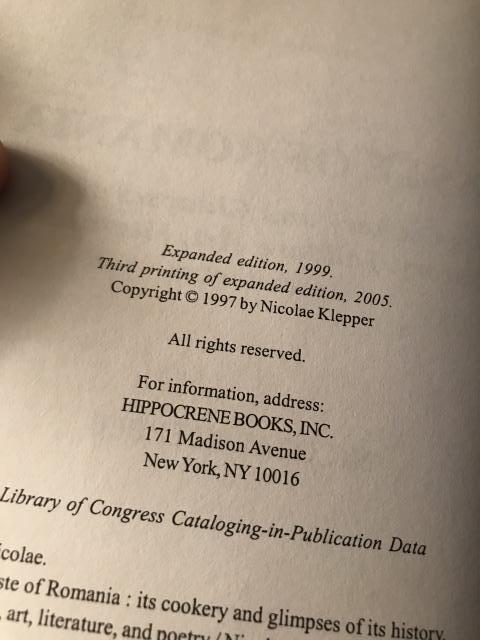 Expanded edition, 1999.
Third printing of expanded edition, 2005.
Copyright © 1997 by Nicolae Klepper
All rights reserved.
For information, address:
HIPPOCRENE BOOKS, INC.
171 Madison Avenue
New York, NY 10016
Library of Congress Cataloging-in-Publication Data
icolae.
ste of Romania : its cookery and glimpses of its history,
, art, literature, and poetry /